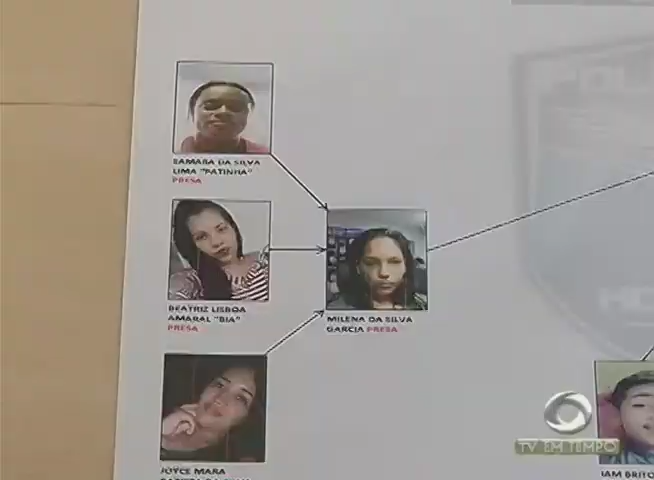 SAMARA DA SILVA
LIMA "PATINHA"
PRESA
BEATRIZ LISBOA
AMARAL "BIA"
PRESA
MILENA DA SILVA
GARCIA PRESA
JOYCE MARA
IAM BRITO
TV EM TEMPO